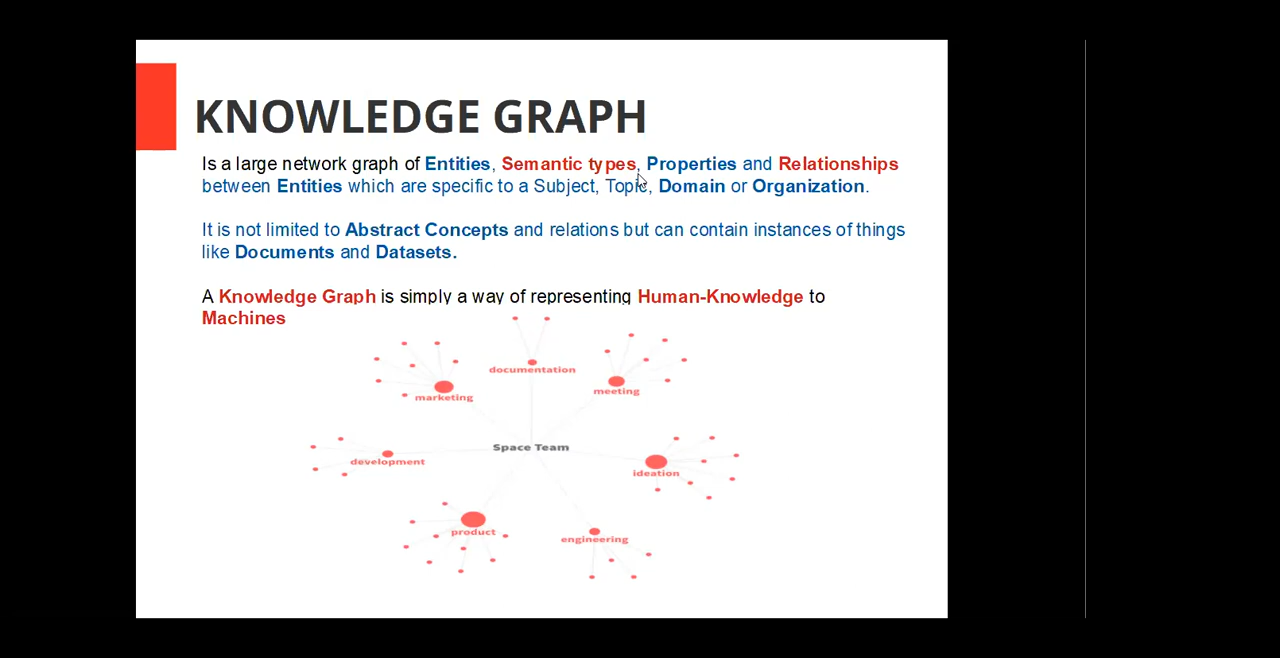 KNOWLEDGE GRAPH
Is a large network graph of Entities, Semantic types, Properties and Relationships
between Entities which are specific to a Subject, Topic, Domain or Organization.
It is not limited to Abstract Concepts and relations but can contain instances of things
like Documents and Datasets.
A Knowledge Graph is simply a way of representing Human-Knowledge to
Machines
documentation
meeting
marketing
Space Team
development
ideation
product
engineering